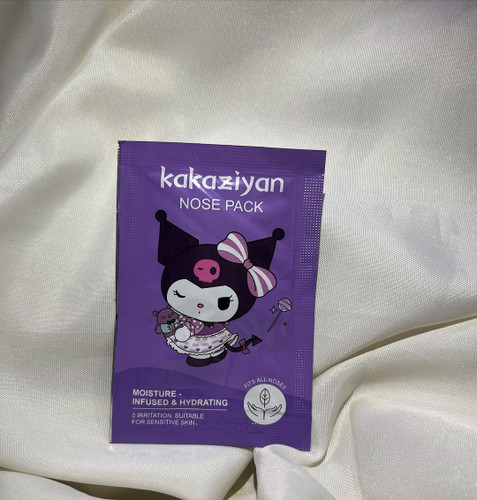 kakaziyan
NOSE PACK
MOISTURE -
INFUSED & HYDRATING
0 IRRITATION. SUITABLE
FOR SENSITIVE SKIN.
FITS ALL NOSES